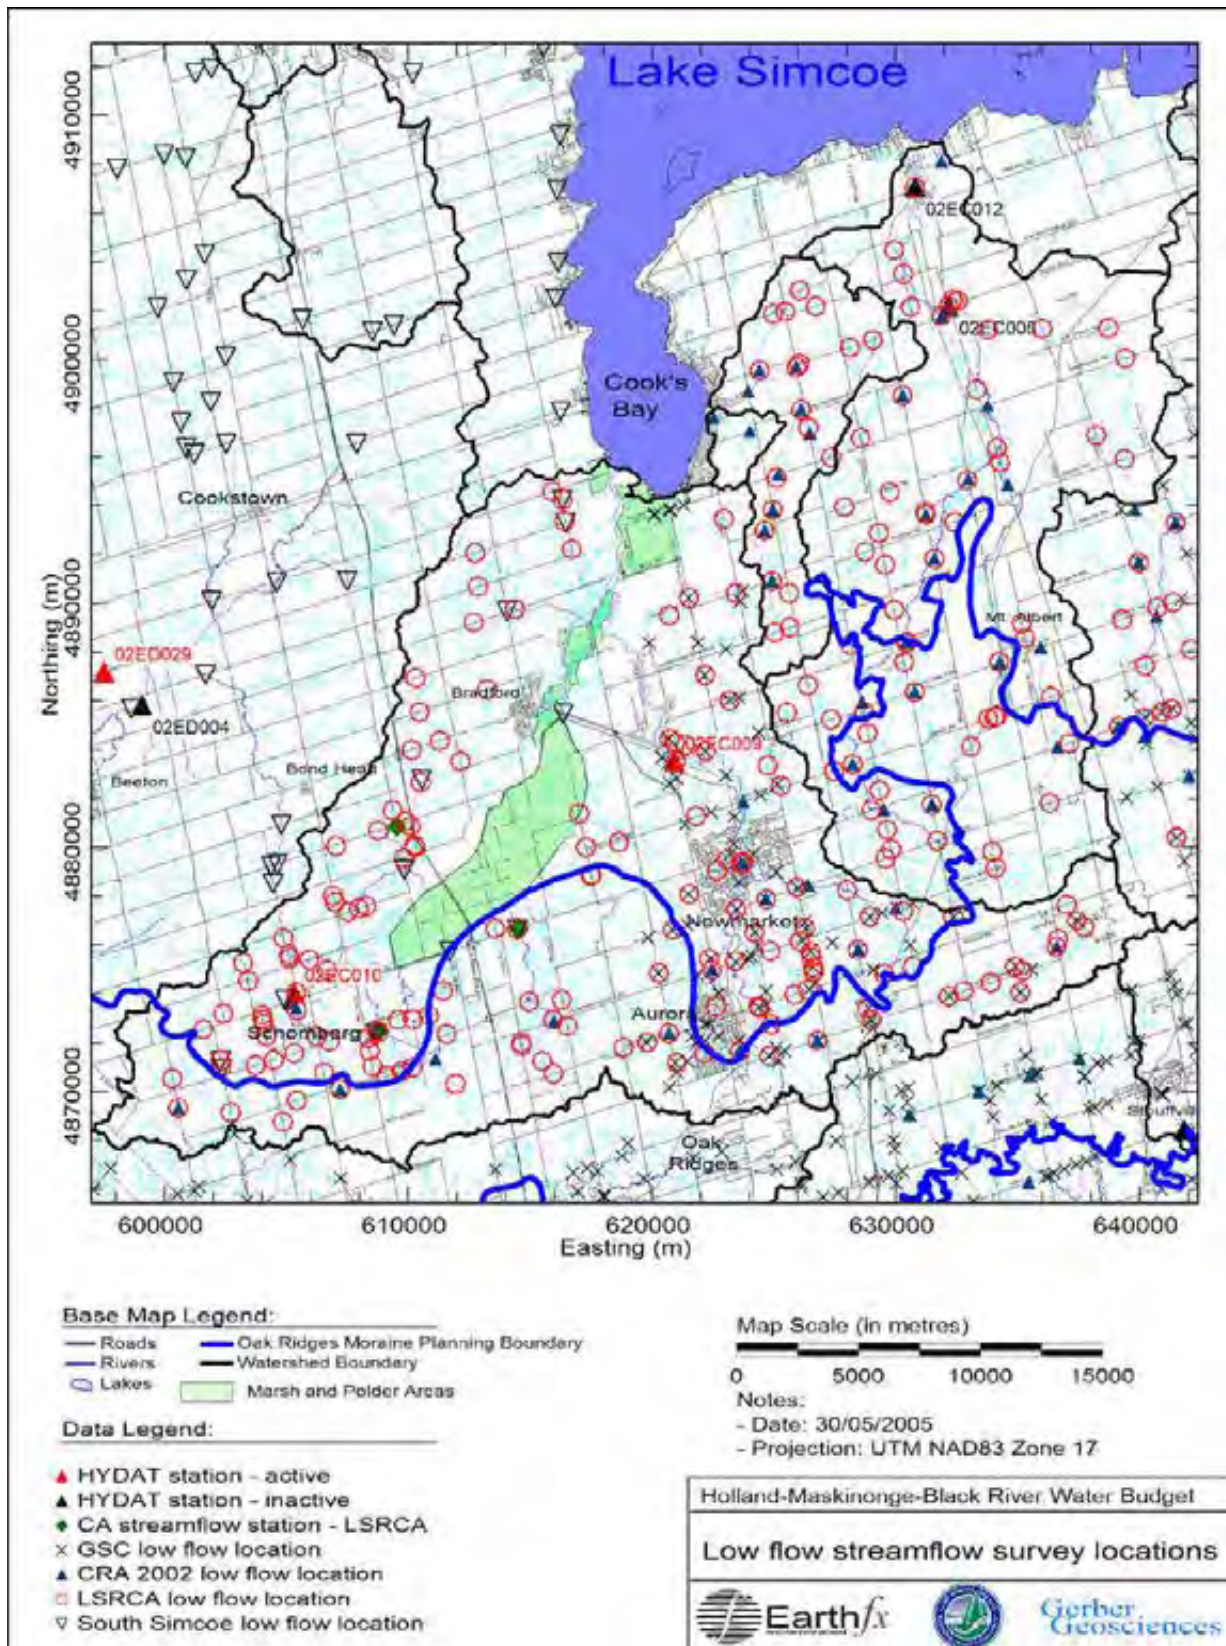 Lake Simcoe
4910000
02EC012
02EC008
4900000
Cook's
Bay
Cookstown
4890000
Mt. Albert
Northing (m)
02ED029
Bradford
02ED004
02EC009
Bond Head
Beeton
4880000
Newmarket
02EC010
Aurora
Schomberg
4870000
Oak
Ridges
600000 610000 620000 630000 640000
Easting (m)
Base Map Legend:
Roads Oak Ridges Moraine Planning Boundary
Rivers Watershed Boundary
Lakes Marsh and Polder Areas
Map Scale (in metres)
0 5000 10000 15000
Notes:
- Date: 30/05/2005
- Projection: UTM NAD83 Zone 17
Data Legend:
HYDAT station - active
HYDAT station - inactive
CA streamflow station - LSRCA
GSC low flow location
CRA 2002 low flow location
LSRCA low flow location
South Simcoe low flow location
Holland-Maskinonge-Black River Water Budget
Low flow streamflow survey locations
Earthfx
Gerber
Geosciences